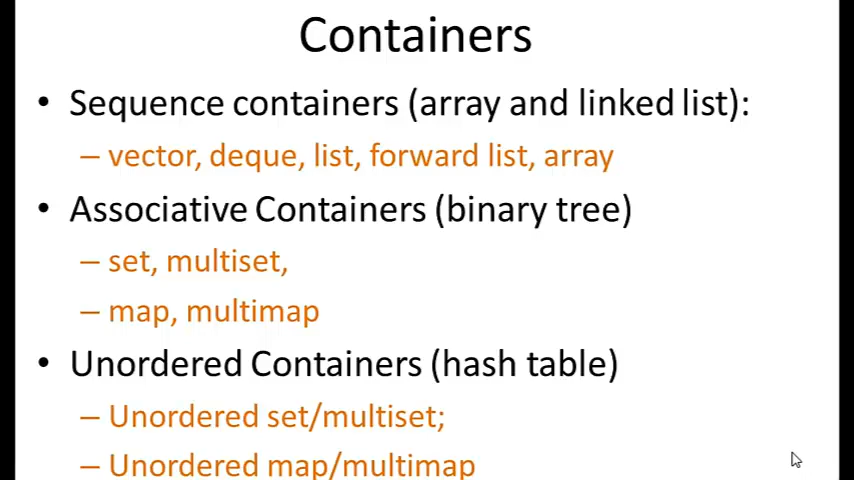 Containers
• Sequence containers (array and linked list):
– vector, deque, list, forward list, array
• Associative Containers (binary tree)
– set, multiset,
– map, multimap
• Unordered Containers (hash table)
– Unordered set/multiset;
– Unordered map/multimap